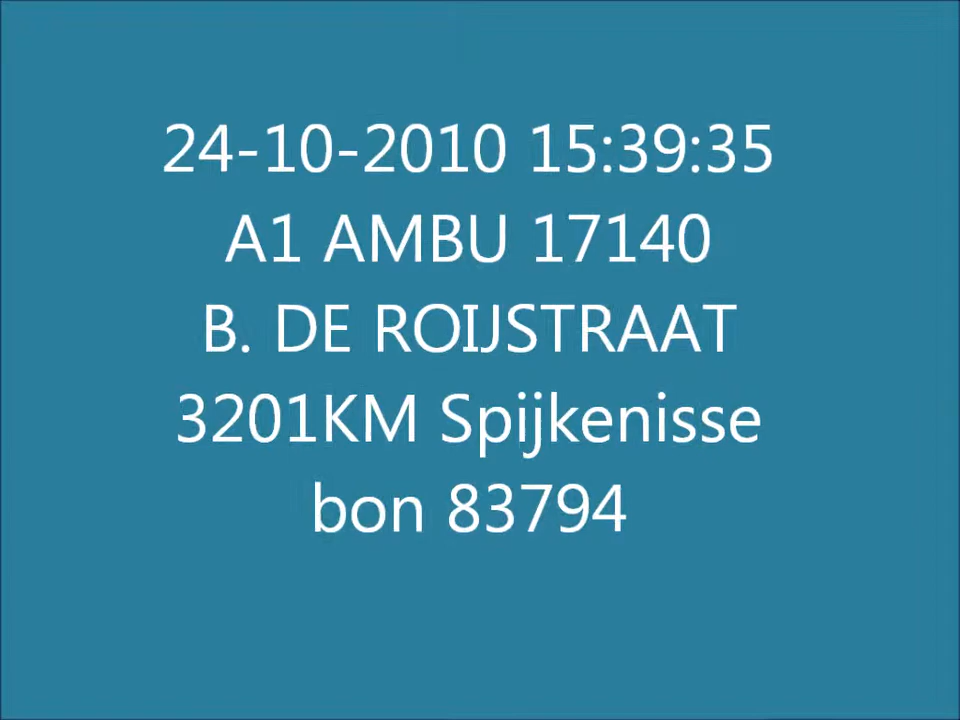 24-10-2010 15:39:35
A1 AMBU 17140
B. DE ROIJSTRAAT
3201KM Spijkenisse
bon 83794